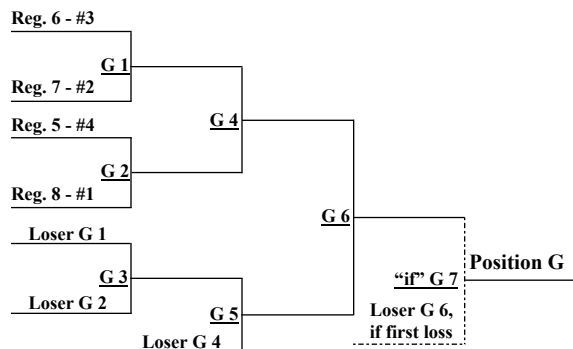 Reg. 6 - #3
G 1
Reg. 7 - #2
G 4
Reg. 5 - #4
G 2
Reg. 8 - #1
G 6
Loser G 1
G 3
Loser G 2
G 5
Loser G 4
“if” G 7
Position G
Loser G 6,
if first loss